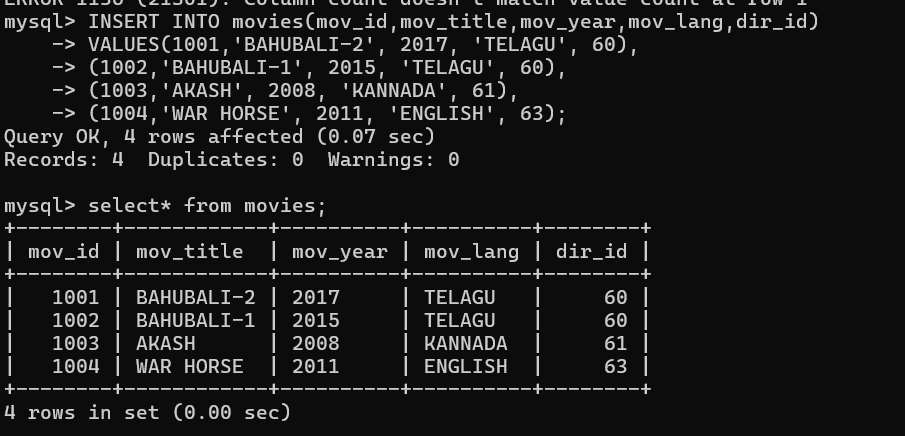 ERROR 1136 (21S01): Column count doesn't match value count at row 1
mysql> INSERT INTO movies(mov_id,mov_title,mov_year,mov_lang,dir_id)
    -> VALUES(1001,'BAHUBALI-2', 2017, 'TELAGU', 60),
    -> (1002,'BAHUBALI-1', 2015, 'TELAGU', 60),
    -> (1003,'AKASH', 2008, 'KANNADA', 61),
    -> (1004,'WAR HORSE', 2011, 'ENGLISH', 63);
Query OK, 4 rows affected (0.07 sec)
Records: 4  Duplicates: 0  Warnings: 0

mysql> select* from movies;
+--------+------------+----------+----------+--------+
| mov_id | mov_title  | mov_year | mov_lang | dir_id |
+--------+------------+----------+----------+--------+
|   1001 | BAHUBALI-2 | 2017     | TELAGU   |     60 |
|   1002 | BAHUBALI-1 | 2015     | TELAGU   |     60 |
|   1003 | AKASH      | 2008     | KANNADA  |     61 |
|   1004 | WAR HORSE  | 2011     | ENGLISH  |     63 |
+--------+------------+----------+----------+--------+
4 rows in set (0.00 sec)